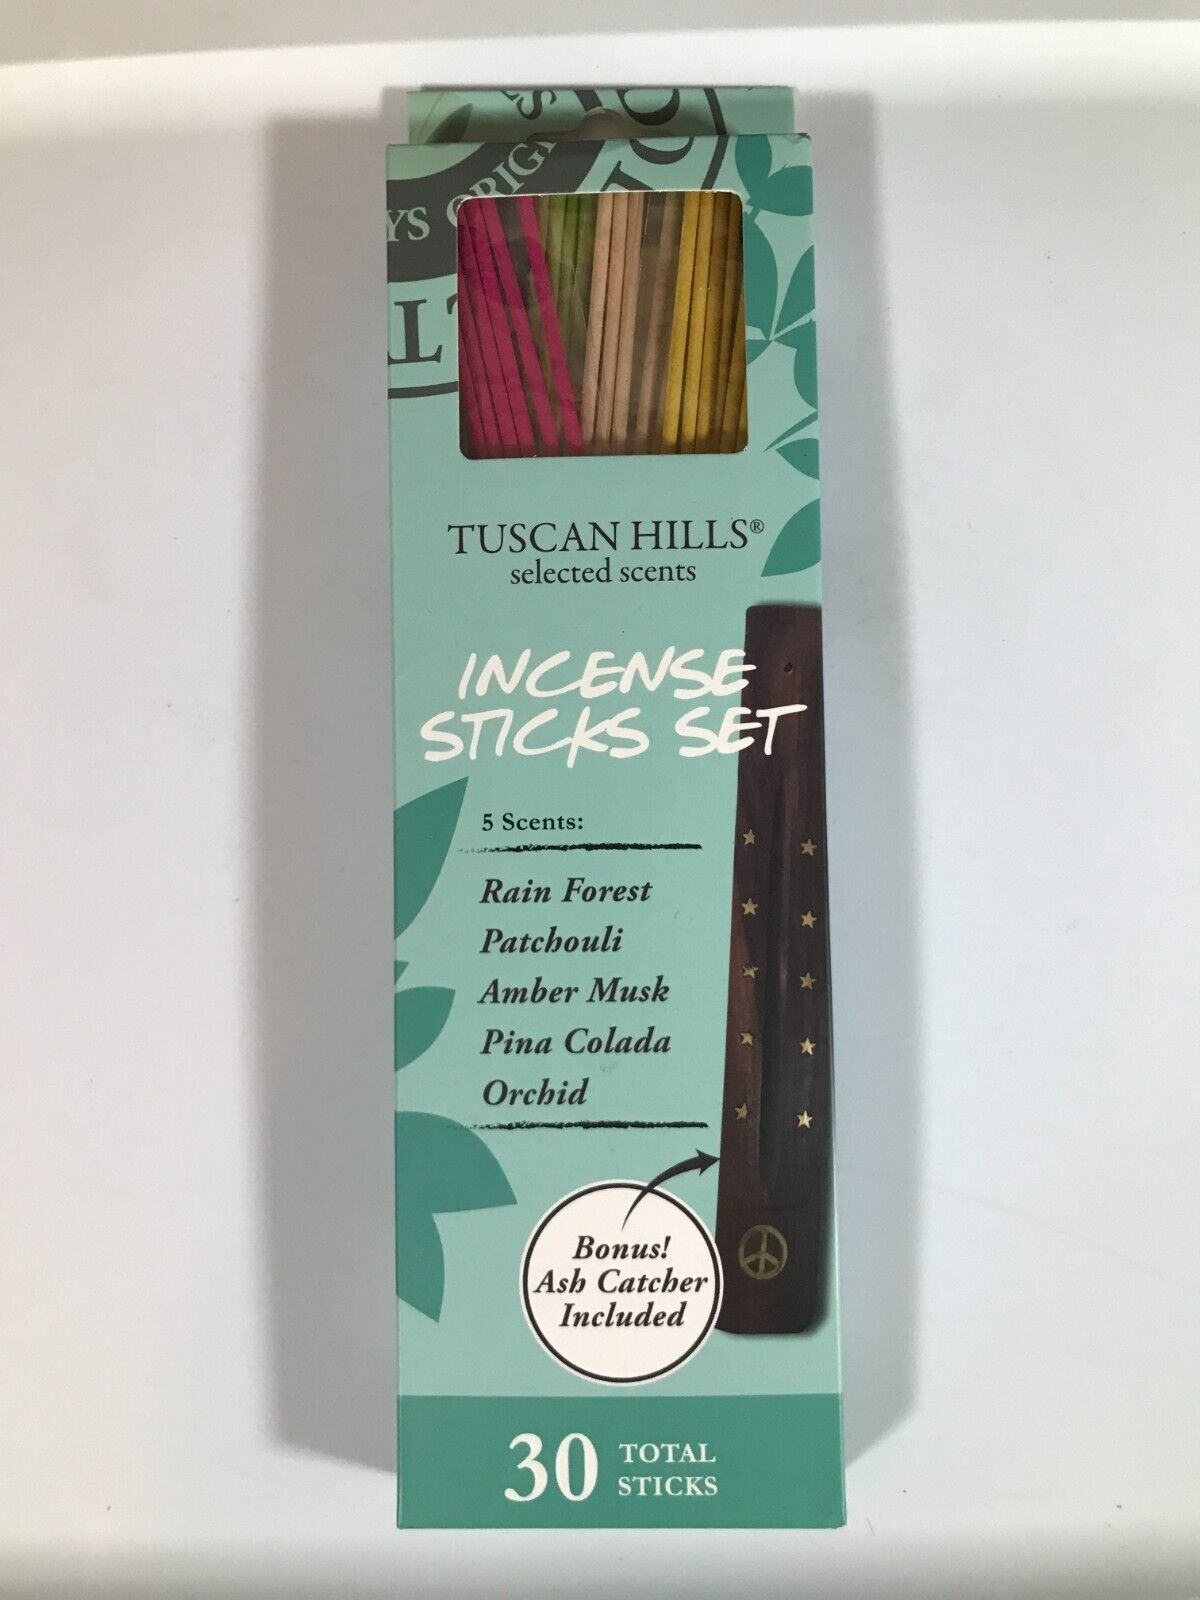 TUSCAN HILLS®
selected scents
INCENSE
STICKS SET
5 Scents:
Rain Forest
Patchouli
Amber Musk
Pina Colada
Orchid
Bonus!
Ash Catcher
Included
30 TOTAL
STICKS